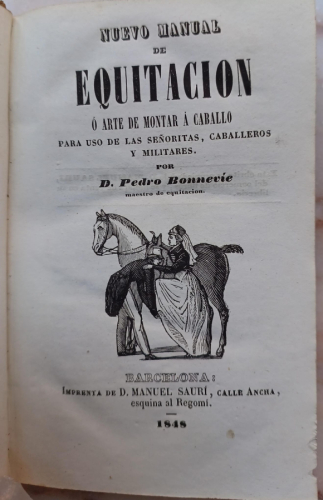 NUEVO MANUAL
DE
EQUITACION
Ó ARTE DE MONTAR Á CABALLO
PARA USO DE LAS SEÑORITAS, CABALLEROS
Y MILITARES.
POR
D. Pedro Bonnevie
maestro de equitacion.
BARCELONA:
IMPRENTA DE D. MANUEL SAURÍ, CALLE ANCHA,
esquina al Regomí.
1848